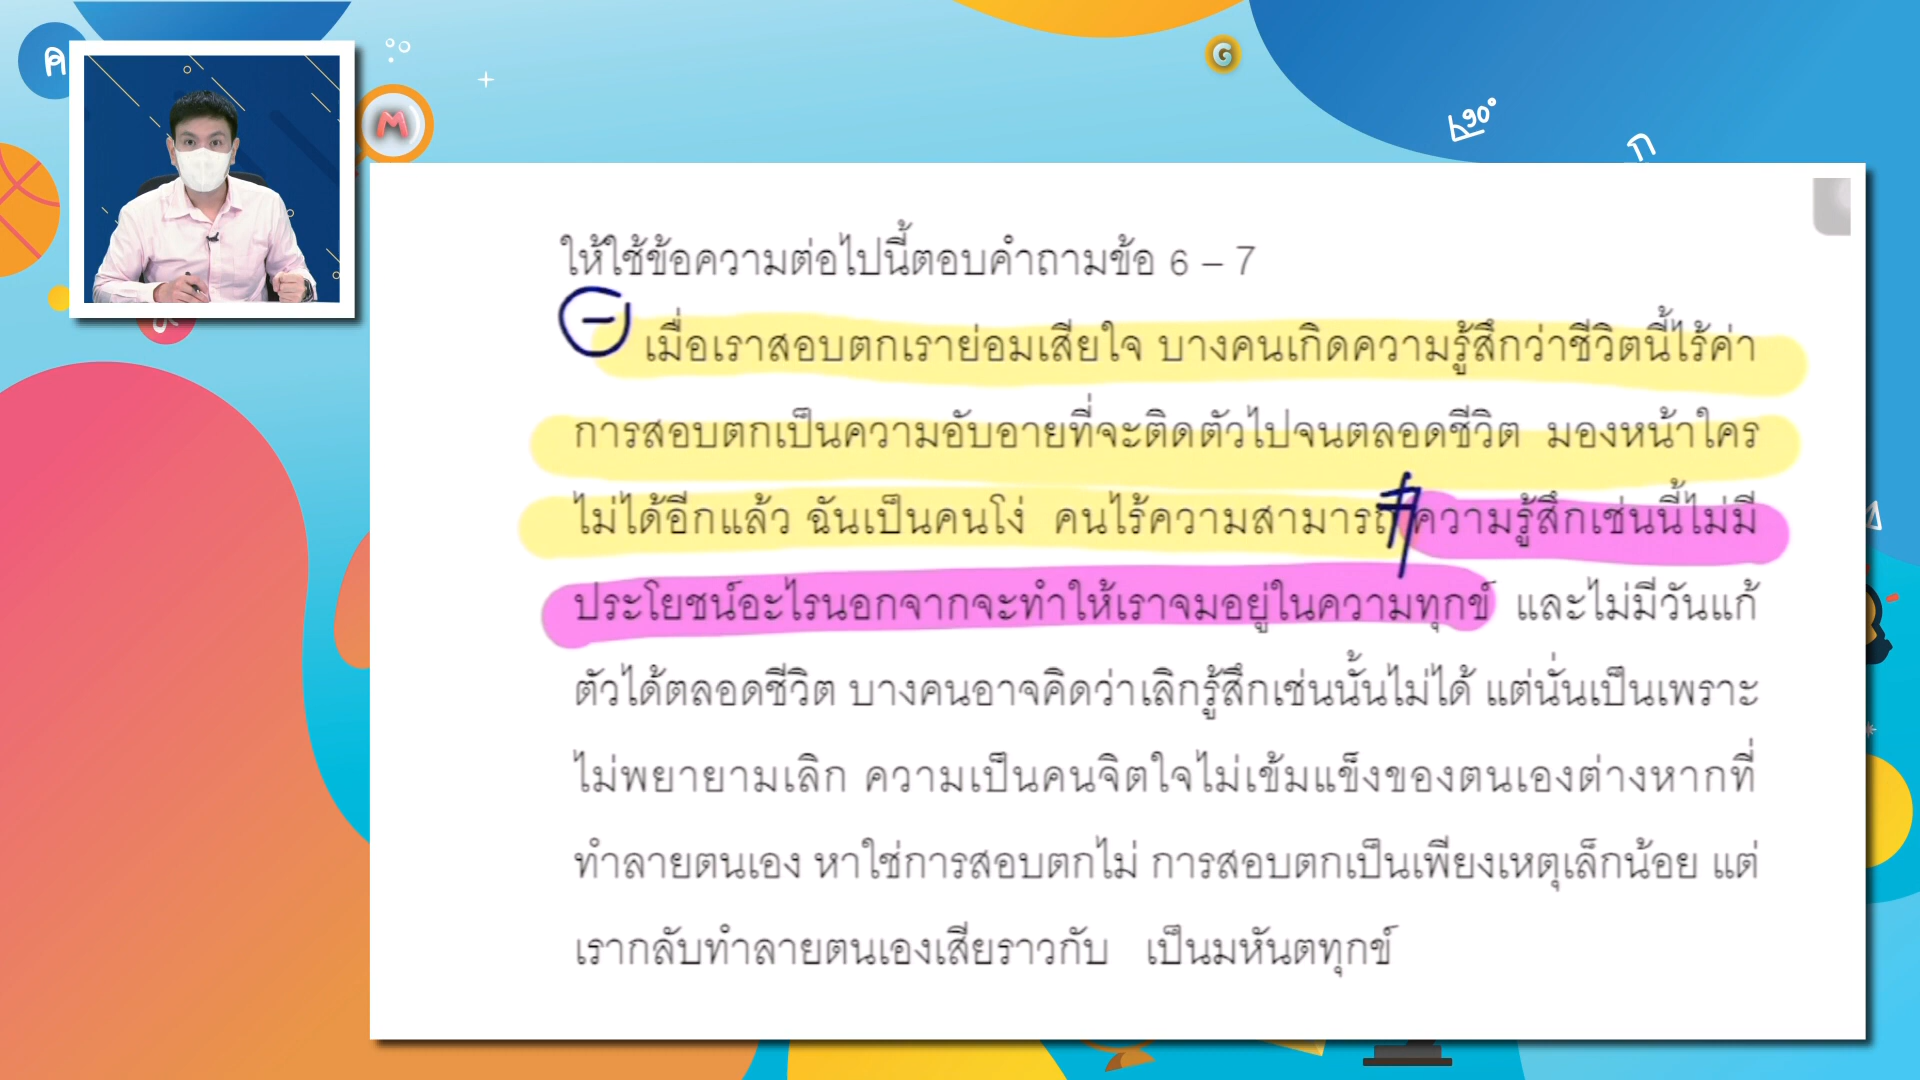 ค
M
G
90°
ก
ให้ใช้ข้อความต่อไปนี้ตอบคำถามข้อ 6 – 7
เมื่อเราสอบตกเราย่อมเสียใจ บางคนเกิดความรู้สึกว่าชีวิตนี้ไร้ค่า
การสอบตกเป็นความอับอายที่จะติดตัวไปจนตลอดชีวิต มองหน้าใคร
ไม่ได้อีกแล้ว ฉันเป็นคนโง่ คนไร้ความสามารถ ความรู้สึกเช่นนี้ไม่มี
ประโยชน์อะไรนอกจากจะทำให้เราจมอยู่ในความทุกข์ และไม่มีวันแก้
ตัวได้ตลอดชีวิต บางคนอาจคิดว่าเลิกรู้สึกเช่นนั้นไม่ได้ แต่นั่นเป็นเพราะ
ไม่พยายามเลิก ความเป็นคนจิตใจไม่เข้มแข็งของตนเองต่างหากที่
ทำลายตนเอง หาใช่การสอบตกไม่ การสอบตกเป็นเพียงเหตุเล็กน้อย แต่
เรากลับทำลายตนเองเสียราวกับ เป็นมหันตทุกข์